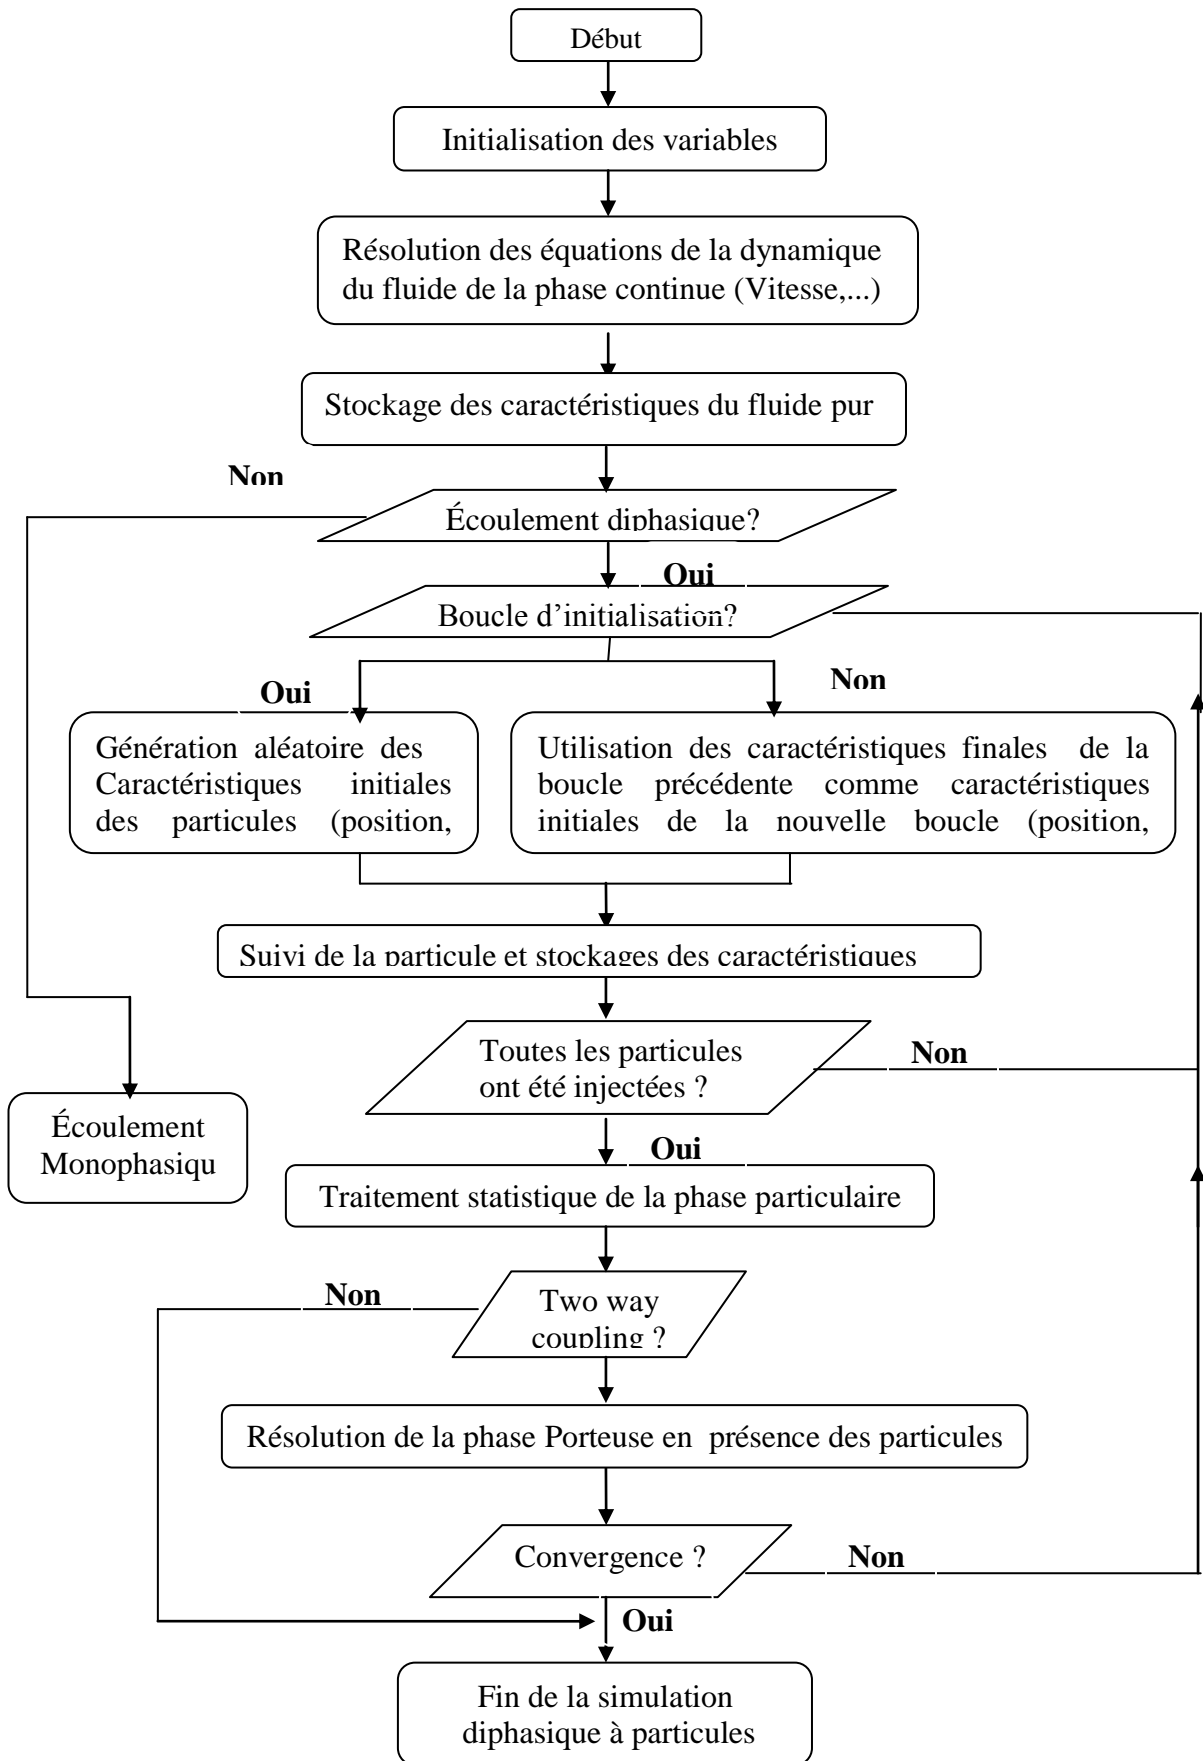 Début
Initialisation des variables
Résolution des équations de la dynamique
du fluide de la phase continue (Vitesse,...)
Stockage des caractéristiques du fluide pur
Non
Écoulement diphasique?
Oui
Boucle d’initialisation?
Oui
Non
Génération aléatoire des
Caractéristiques initiales
des particules (position,
Utilisation des caractéristiques finales de la
boucle précédente comme caractéristiques
initiales de la nouvelle boucle (position,
Suivi de la particule et stockages des caractéristiques
Toutes les particules
ont été injectées ?
Non
Écoulement
Monophasiqu
Oui
Traitement statistique de la phase particulaire
Non
Two way
coupling ?
Résolution de la phase Porteuse en présence des particules
Convergence ?
Non
Oui
Fin de la simulation
diphasique à particules